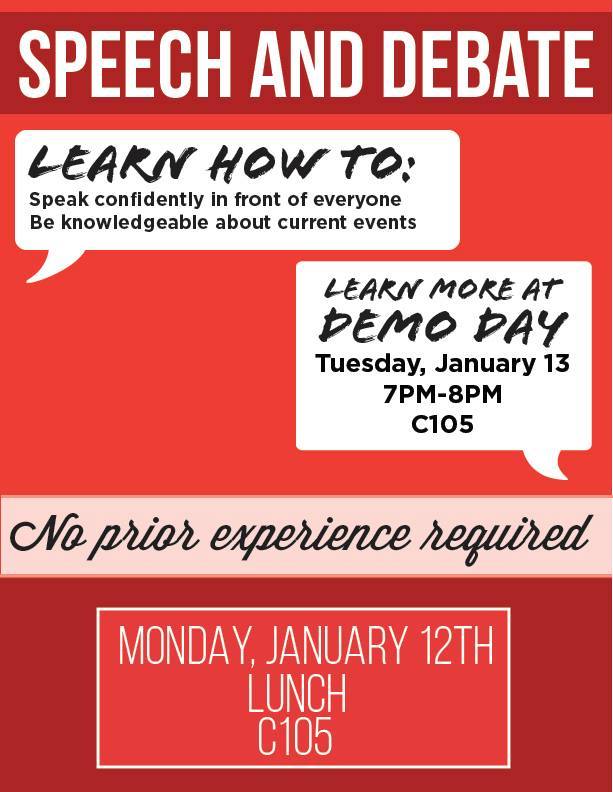 SPEECH AND DEBATE
LEARN HOW TO:
Speak confidently in front of everyone
Be knowledgeable about current events
LEARN MORE AT
DEMO DAY
Tuesday, January 13
7PM-8PM
C105
No prior experience required
MONDAY, JANUARY 12TH
LUNCH
C105